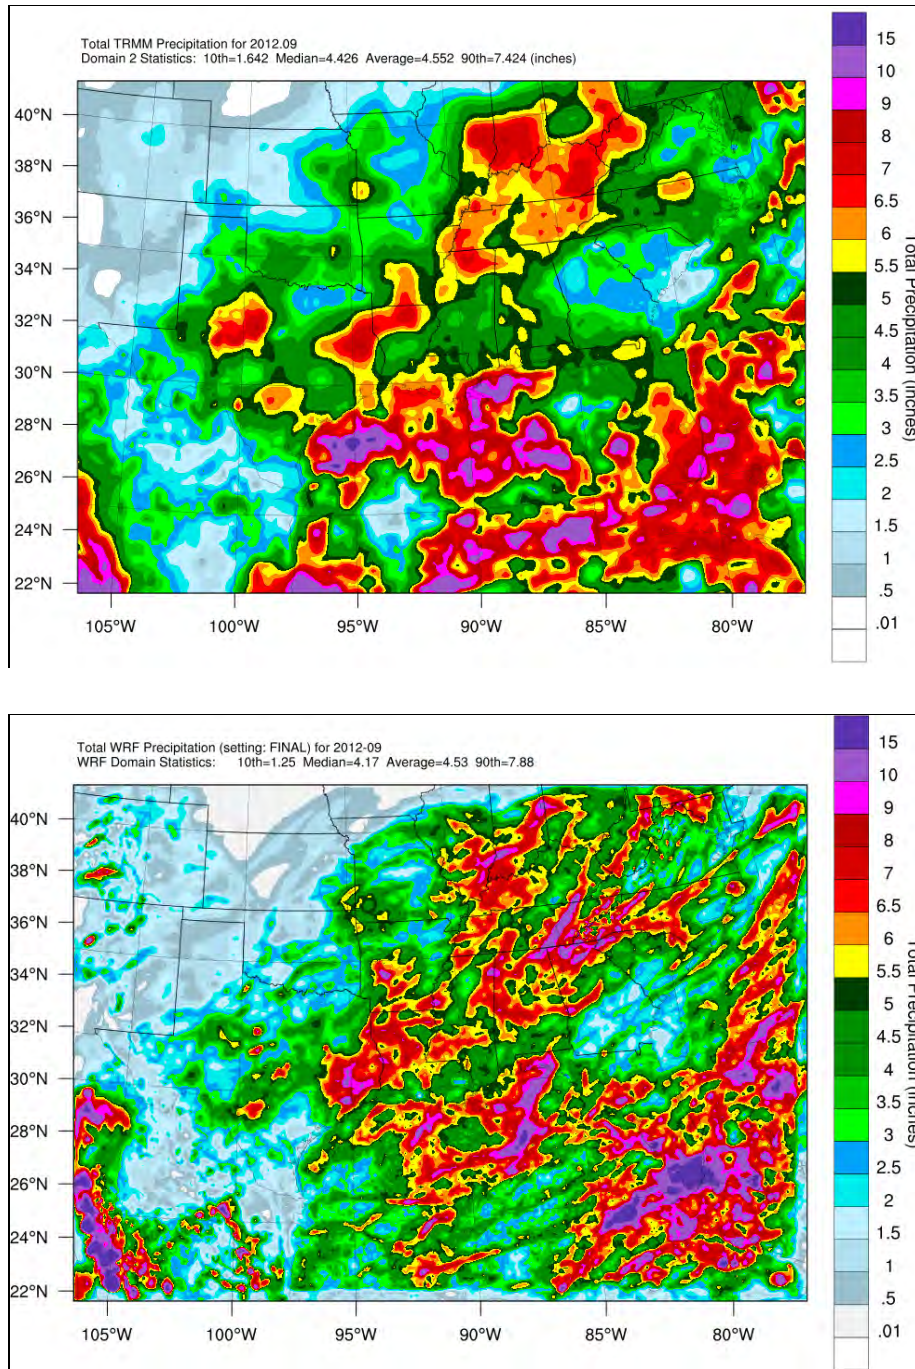 Total TRMM Precipitation for 2012.09
Domain 2 Statistics: 10th=1.642 Median=4.426 Average=4.552 90th=7.424 (inches)
40°N
38°N
36°N
34°N
32°N
30°N
28°N
26°N
24°N
22°N
105°W 100°W 95°W 90°W 85°W 80°W
15
10
9
8
7
6.5
6
5.5
5
4.5
4
3.5
3
2.5
2
1.5
1
.5
.01
Total Precipitation (inches)
Total WRF Precipitation (setting: FINAL) for 2012-09
WRF Domain Statistics: 10th=1.25 Median=4.17 Average=4.53 90th=7.88
40°N
38°N
36°N
34°N
32°N
30°N
28°N
26°N
24°N
22°N
105°W 100°W 95°W 90°W 85°W 80°W
15
10
9
8
7
6.5
6
5.5
5
4.5
4
3.5
3
2.5
2
1.5
1
.5
.01
Total Precipitation (inches)